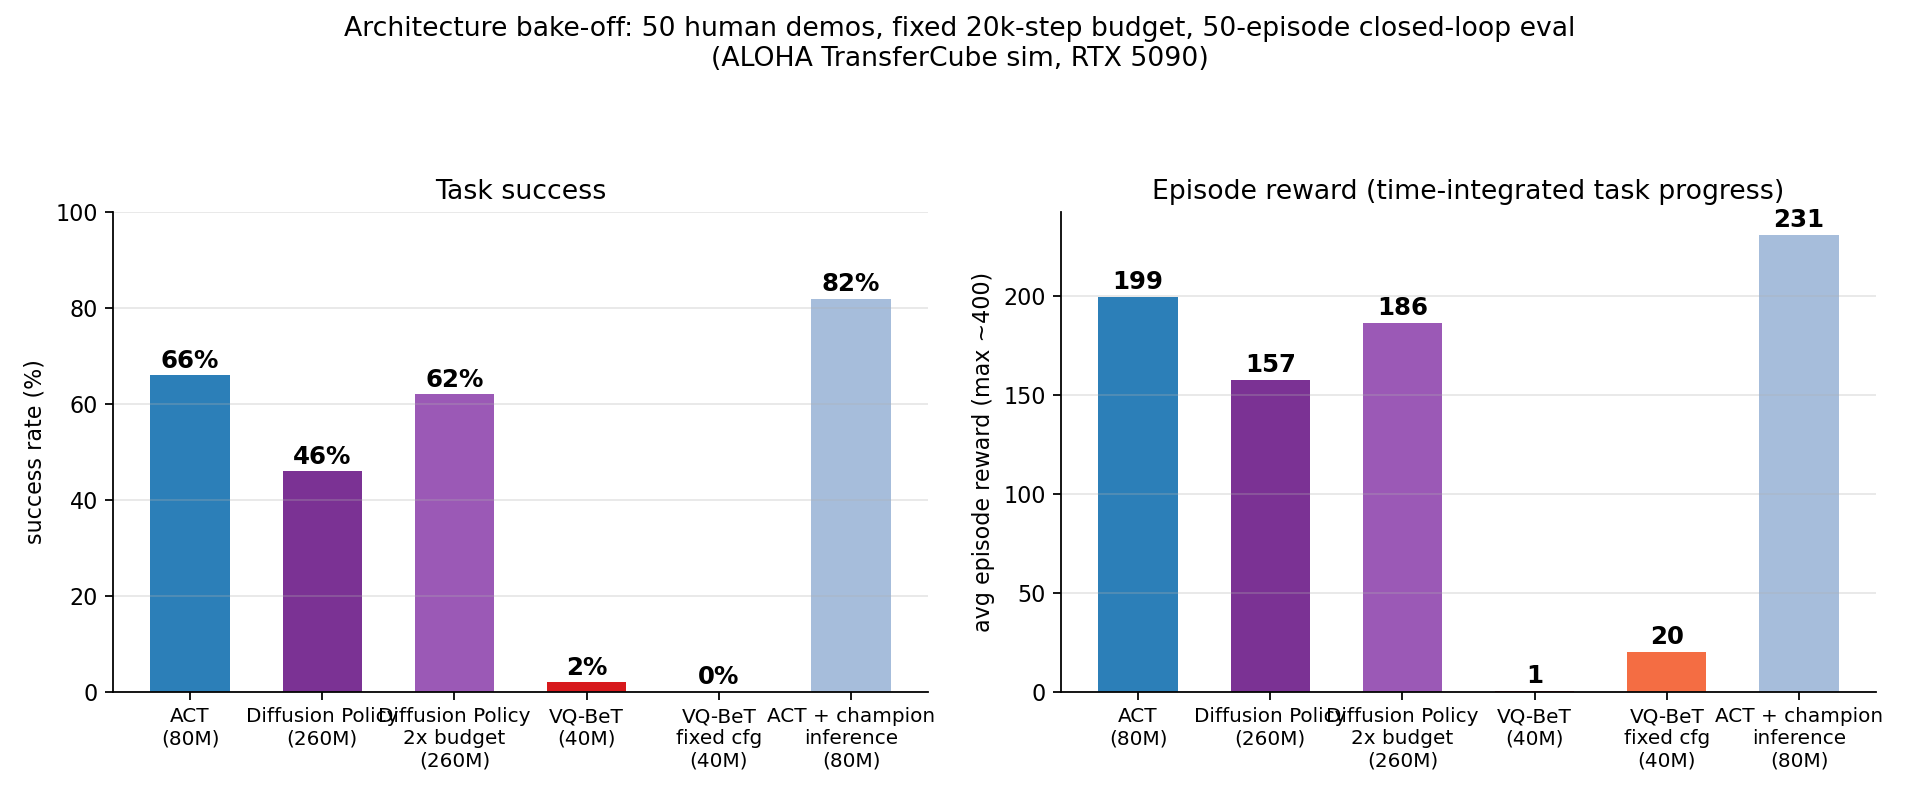 Architecture bake-off: 50 human demos, fixed 20k-step budget, 50-episode closed-loop eval
(ALOHA TransferCube sim, RTX 5090)
Task success
success rate (%)
100
80
60
40
20
0
66%
46%
62%
2%
0%
82%
ACT
(80M)
Diffusion Policy
(260M)
Diffusion Policy
2x budget
(260M)
VQ-BeT
(40M)
VQ-BeT
fixed cfg
(40M)
ACT + champion
inference
(80M)
Episode reward (time-integrated task progress)
avg episode reward (max ~400)
200
150
100
50
0
199
157
186
1
20
231
ACT
(80M)
Diffusion Policy
(260M)
Diffusion Policy
2x budget
(260M)
VQ-BeT
(40M)
VQ-BeT
fixed cfg
(40M)
ACT + champion
inference
(80M)